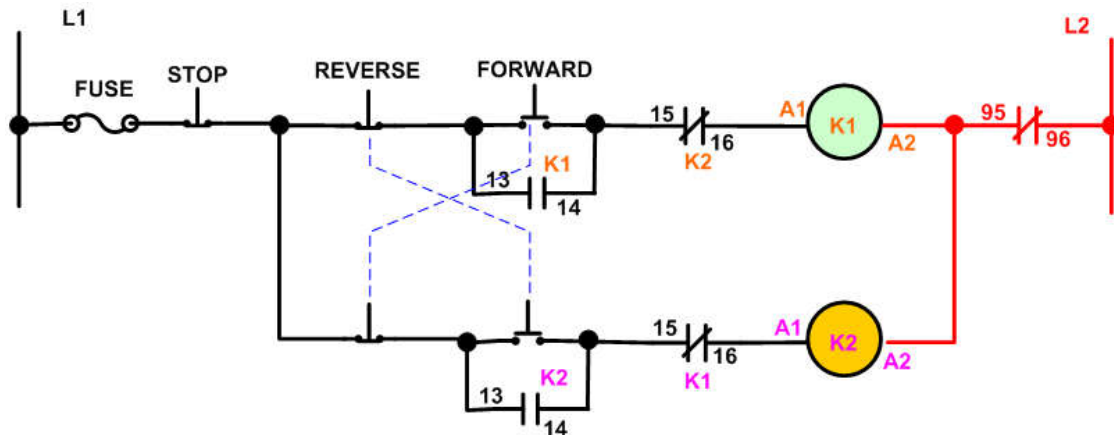 L1
L2
FUSE
STOP
REVERSE
FORWARD
15
16
K2
A1
K1
A2
95
96
13
K1
14
15
16
K1
A1
K2
A2
13
K2
14